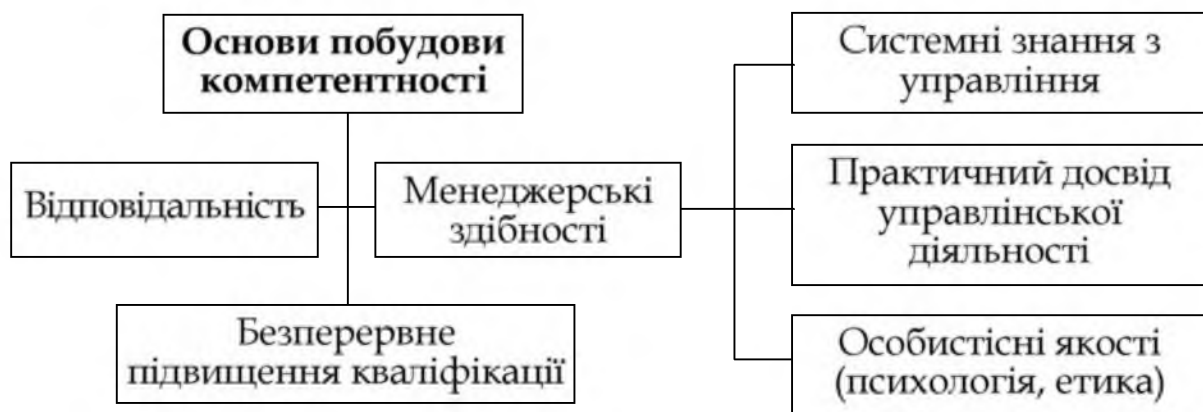 Основи побудови
компетентності
Відповідальність
Менеджерські
здібності
Безперервне
підвищення кваліфікації
Системні знання з
управління
Практичний досвід
управлінської
діяльності
Особистісні якості
(психологія, етика)